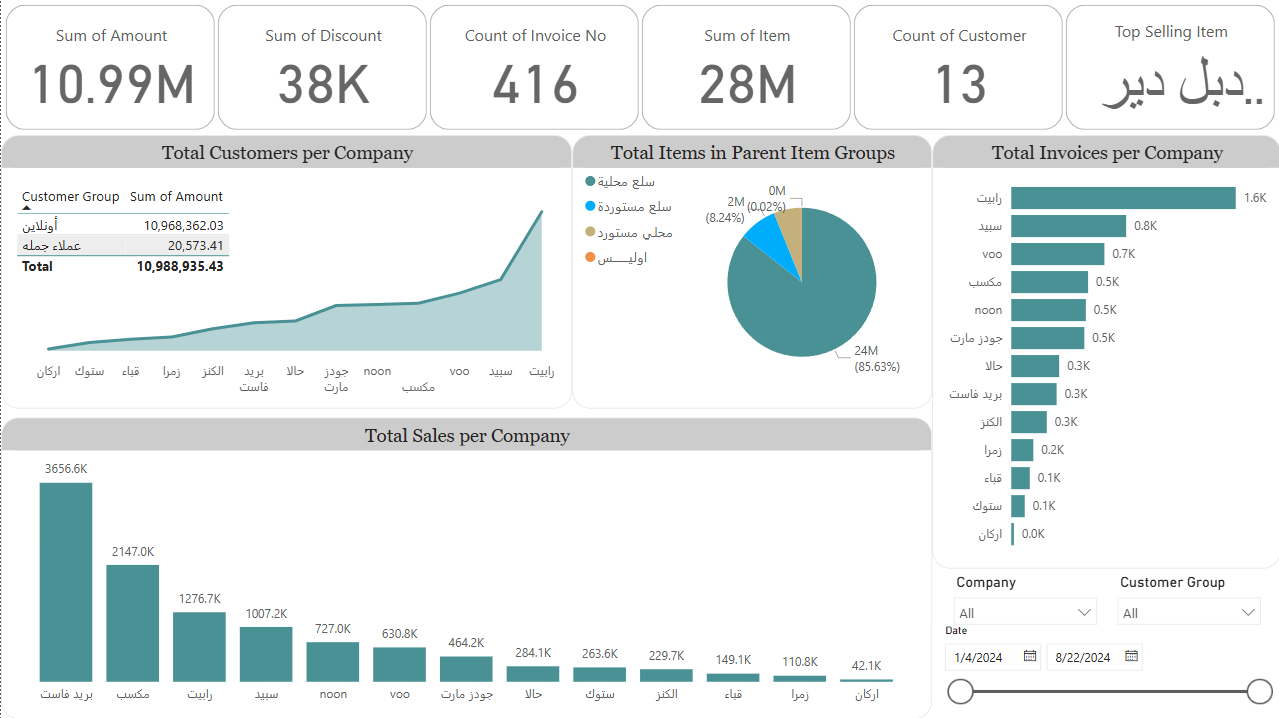 Sum of Amount
10.99M
Sum of Discount
38K
Count of Invoice No
416
Sum of Item
28M
Count of Customer
13
Top Selling Item
دبل دير..
Total Customers per Company
Customer Group Sum of Amount
أونلاين 10,968,362.03
عملاء جمله 20,573.41
Total 10,988,935.43
اركان
ستوك
قباء
زمرا
الكنز
بريد فاست
حالا
جودز مارت
noon
مكسب
voo
سبيد
رابيت
Total Items in Parent Item Groups
سلع محلية
سلع مستوردة
محلي مستورد
اوليـــــس
0M
(0.02%)
2M
(8.24%)
24M
(85.63%)
Total Invoices per Company
رابيت 1.6K
سبيد 0.8K
voo 0.7K
مكسب 0.5K
noon 0.5K
جودز مارت 0.5K
حالا 0.3K
بريد فاست 0.3K
الكنز 0.3K
زمرا 0.2K
قباء 0.1K
ستوك 0.1K
اركان 0.0K
Total Sales per Company
3656.6K
2147.0K
1276.7K
1007.2K
727.0K
630.8K
464.2K
284.1K
263.6K
229.7K
149.1K
110.8K
42.1K
بريد فاست
مكسب
رابيت
سبيد
noon
voo
جودز مارت
حالا
ستوك
الكنز
قباء
زمرا
اركان
Company
All
Customer Group
All
Date
1/4/2024
8/22/2024